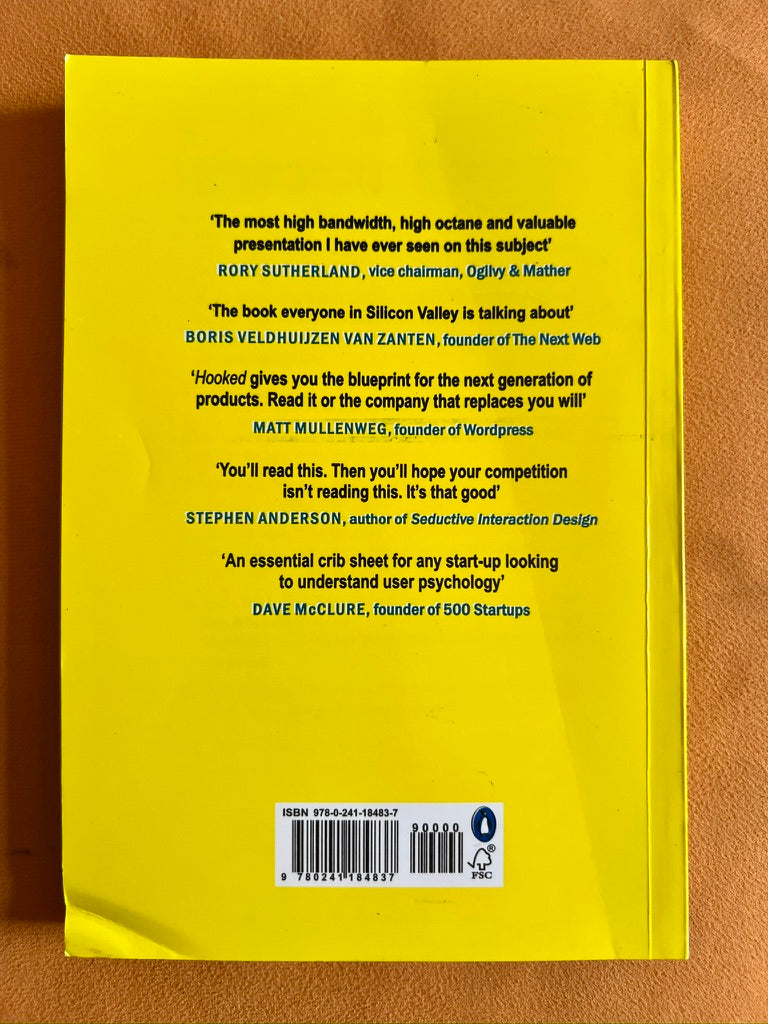 ‘The most high bandwidth, high octane and valuable
presentation I have ever seen on this subject’
RORY SUTHERLAND, vice chairman, Ogilvy & Mather
‘The book everyone in Silicon Valley is talking about’
BORIS VELDHUIJZEN VAN ZANTEN, founder of The Next Web
‘Hooked gives you the blueprint for the next generation of
products. Read it or the company that replaces you will’
MATT MULLENWEG, founder of Wordpress
‘You’ll read this. Then you’ll hope your competition
isn’t reading this. It’s that good’
STEPHEN ANDERSON, author of Seductive Interaction Design
‘An essential crib sheet for any start-up looking
to understand user psychology’
DAVE McCLURE, founder of 500 Startups
ISBN 978-0-241-18483-7
90000
9 780241 184837
FSC
®